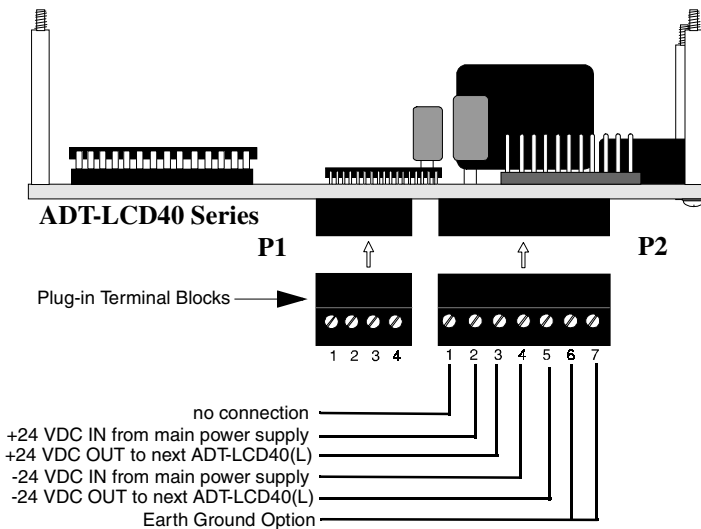 ADT-LCD40 Series
P1
P2
Plug-in Terminal Blocks
1 2 3 4
1 2 3 4 5 6 7
no connection
+24 VDC IN from main power supply
+24 VDC OUT to next ADT-LCD40(L)
-24 VDC IN from main power supply
-24 VDC OUT to next ADT-LCD40(L)
Earth Ground Option